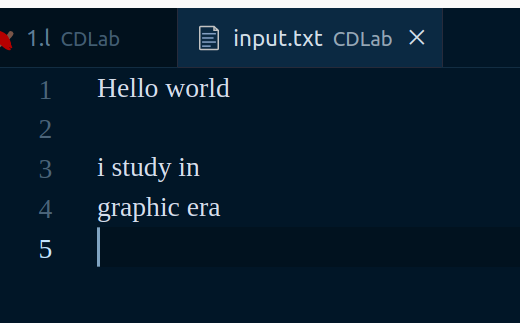 1.l CDLab input.txt CDLab
1 Hello world
2
3 i study in
4 graphic era
5